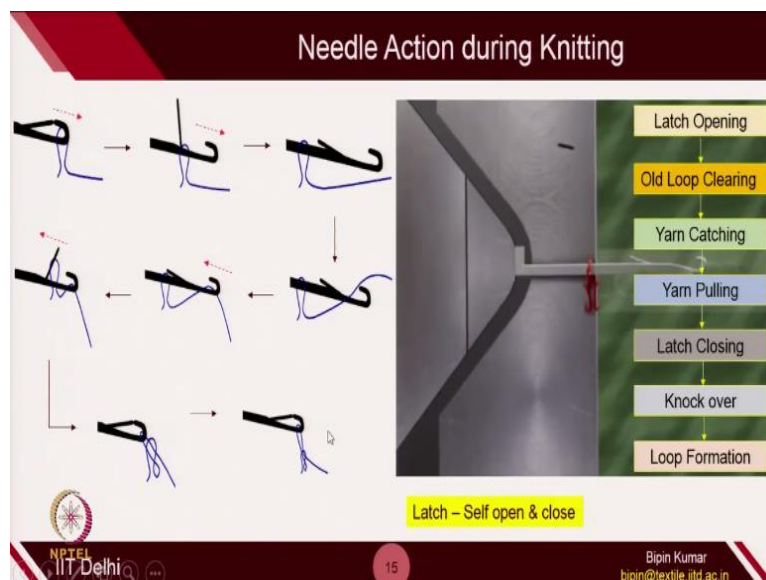 Needle Action during Knitting
Latch Opening
Old Loop Clearing
Yarn Catching
Yarn Pulling
Latch Closing
Knock over
Loop Formation
Latch – Self open & close
NPTEL
IIT Delhi
15
Bipin Kumar
bipin@textile.iitd.ac.in